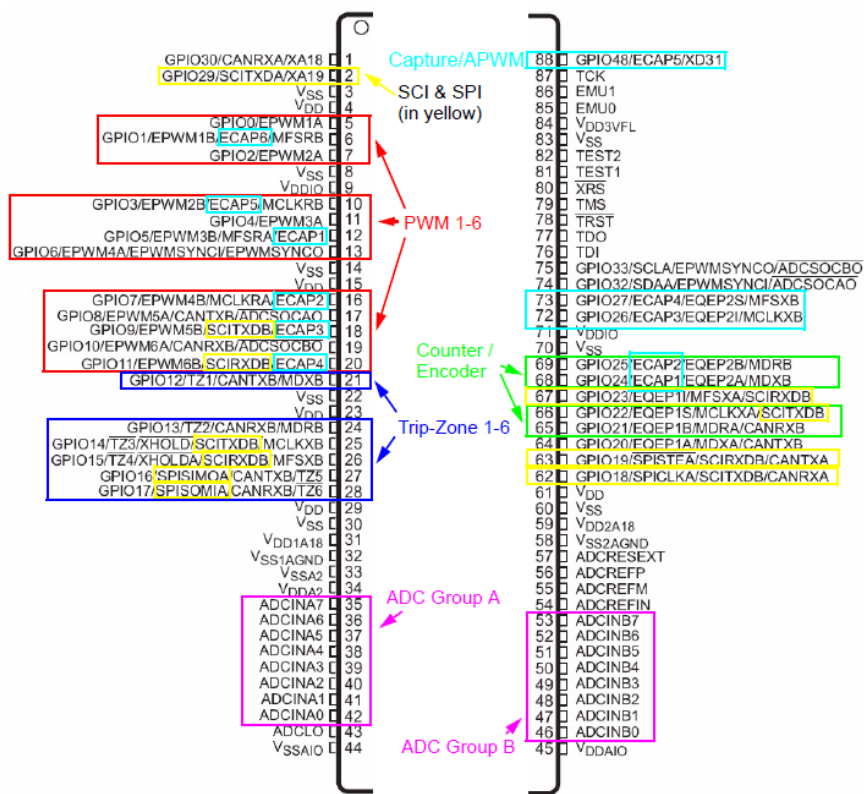 GPIO30/CANRXA/XA18 1
GPIO29/SCITXDA/XA19 2
VSS 3
VDD 4
GPIO0/EPWM1A 5
GPIO1/EPWM1B/ECAP6/MFSRB 6
GPIO2/EPWM2A 7
VSS 8
VDDIO 9
GPIO3/EPWM2B/ECAP5/MCLKRB 10
GPIO4/EPWM3A 11
GPIO5/EPWM3B/MFSRA/ECAP1 12
GPIO6/EPWM4A/EPWMSYNCI/EPWMSYNCO 13
VSS 14
VDD 15
GPIO7/EPWM4B/MCLKRA/ECAP2 16
GPIO8/EPWM5A/CANTXB/ADCSOCAO 17
GPIO9/EPWM5B/SCITXDB/ECAP3 18
GPIO10/EPWM6A/CANRXB/ADCSOCBO 19
GPIO11/EPWM6B/SCIRXDB/ECAP4 20
GPIO12/TZ1/CANTXB/MDXB 21
VSS 22
VDD 23
GPIO13/TZ2/CANRXB/MDRB 24
GPIO14/TZ3/XHOLD/SCITXDB/MCLKXB 25
GPIO15/TZ4/XHOLDA/SCIRXDB/MFSXB 26
GPIO16/SPISIMOA/CANTXB/TZ5 27
GPIO17/SPISOMIA/CANRXB/TZ6 28
VDD 29
VSS 30
VDD1A18 31
VSS1AGND 32
VSSA2 33
VDDA2 34
ADCINA7 35
ADCINA6 36
ADCINA5 37
ADCINA4 38
ADCINA3 39
ADCINA2 40
ADCINA1 41
ADCINA0 42
ADCLO 43
VSSAIO 44
Capture/APWM
SCI & SPI
(in yellow)
PWM 1-6
Counter /
Encoder
Trip-Zone 1-6
ADC Group A
ADC Group B
88 GPIO48/ECAP5/XD31
87 TCK
86 EMU1
85 EMU0
84 VDD3VFL
83 VSS
82 TEST2
81 TEST1
80 XRS
79 TMS
78 TRST
77 TDO
76 TDI
75 GPIO33/SCLA/EPWMSYNCO/ADCSOCBO
74 GPIO32/SDAA/EPWMSYNCI/ADCSOCAO
73 GPIO27/ECAP4/EQEP2S/MFSXB
72 GPIO26/ECAP3/EQEP2I/MCLKXB
71 VDDIO
70 VSS
69 GPIO25/ECAP2/EQEP2B/MDRB
68 GPIO24/ECAP1/EQEP2A/MDXB
67 GPIO23/EQEP1I/MFSXA/SCIRXDB
66 GPIO22/EQEP1S/MCLKXA/SCITXDB
65 GPIO21/EQEP1B/MDRA/CANRXB
64 GPIO20/EQEP1A/MDXA/CANTXB
63 GPIO19/SPISTEA/SCIRXDB/CANTXA
62 GPIO18/SPICLKA/SCITXDB/CANRXA
61 VDD
60 VSS
59 VDD2A18
58 VSS2AGND
57 ADCRESEXT
56 ADCREFP
55 ADCREFM
54 ADCREFIN
53 ADCINB7
52 ADCINB6
51 ADCINB5
50 ADCINB4
49 ADCINB3
48 ADCINB2
47 ADCINB1
46 ADCINB0
45 VDDAIO